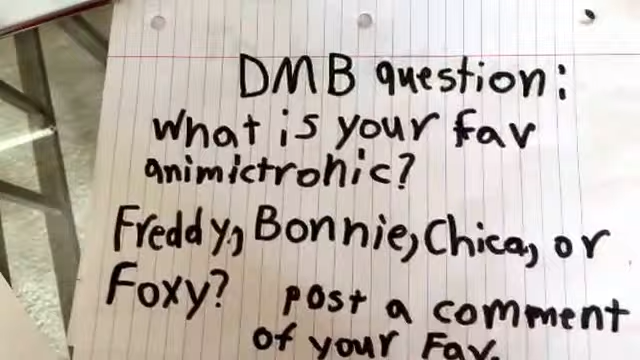 DMB question:
What is your fav
animictronic?
Freddy, Bonnie, Chica, or
Foxy? post a comment
of your Fav.